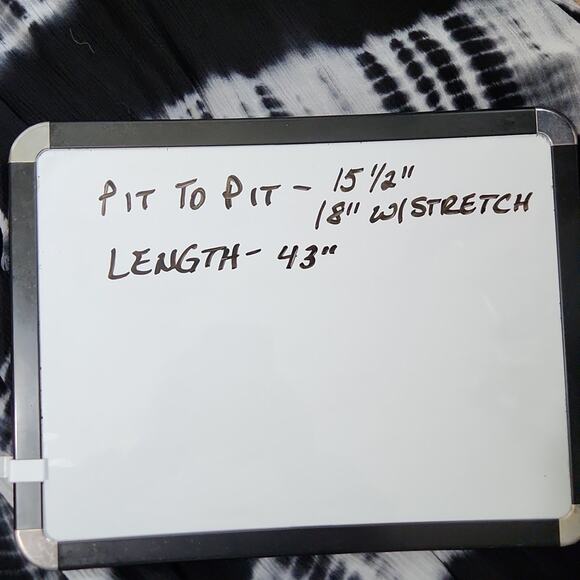 PIT TO PIT - 15 1/2"
18" W/STRETCH
LENGTH - 43"